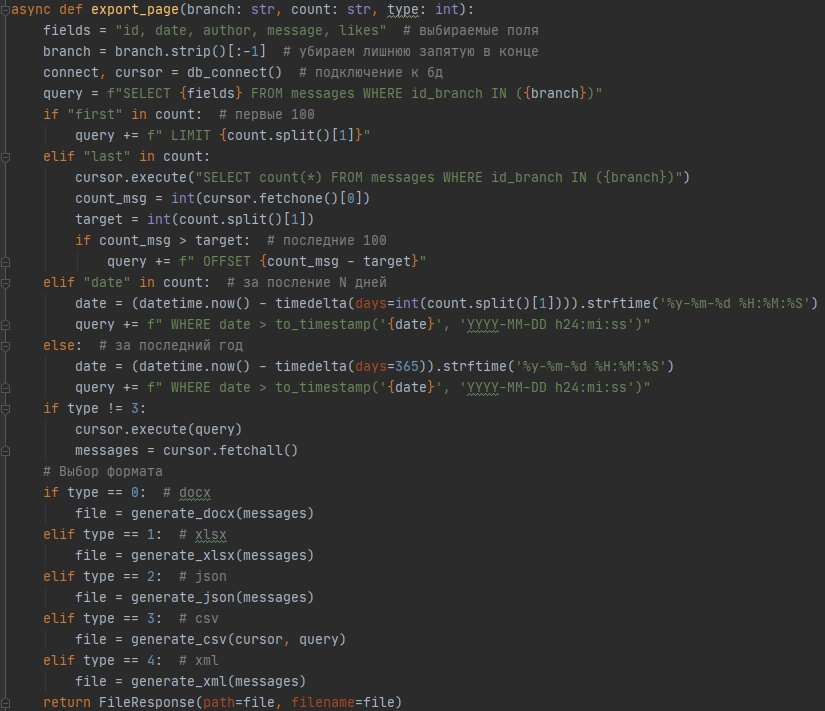 async def export_page(branch: str, count: str, type: int):
    fields = "id, date, author, message, likes"  # выбираемые поля
    branch = branch.strip()[:-1]  # убираем лишнюю запятую в конце
    connect, cursor = db_connect()  # подключение к бд
    query = f"SELECT {fields} FROM messages WHERE id_branch IN ({branch})"
    if "first" in count:  # первые 100
        query += f" LIMIT {count.split()[1]}"
    elif "last" in count:
        cursor.execute("SELECT count(*) FROM messages WHERE id_branch IN ({branch})")
        count_msg = int(cursor.fetchone()[0])
        target = int(count.split()[1])
        if count_msg > target:  # последние 100
            query += f" OFFSET {count_msg - target}"
    elif "date" in count:  # за посление N дней
        date = (datetime.now() - timedelta(days=int(count.split()[1]))).strftime('%y-%m-%d %H:%M:%S')
        query += f" WHERE date > to_timestamp('{date}', 'YYYY-MM-DD h24:mi:ss')"
    else:  # за последний год
        date = (datetime.now() - timedelta(days=365)).strftime('%y-%m-%d %H:%M:%S')
        query += f" WHERE date > to_timestamp('{date}', 'YYYY-MM-DD h24:mi:ss')"
    if type != 3:
        cursor.execute(query)
        messages = cursor.fetchall()
    # Выбор формата
    if type == 0:  # docx
        file = generate_docx(messages)
    elif type == 1:  # xlsx
        file = generate_xlsx(messages)
    elif type == 2:  # json
        file = generate_json(messages)
    elif type == 3:  # csv
        file = generate_csv(cursor, query)
    elif type == 4:  # xml
        file = generate_xml(messages)
    return FileResponse(path=file, filename=file)